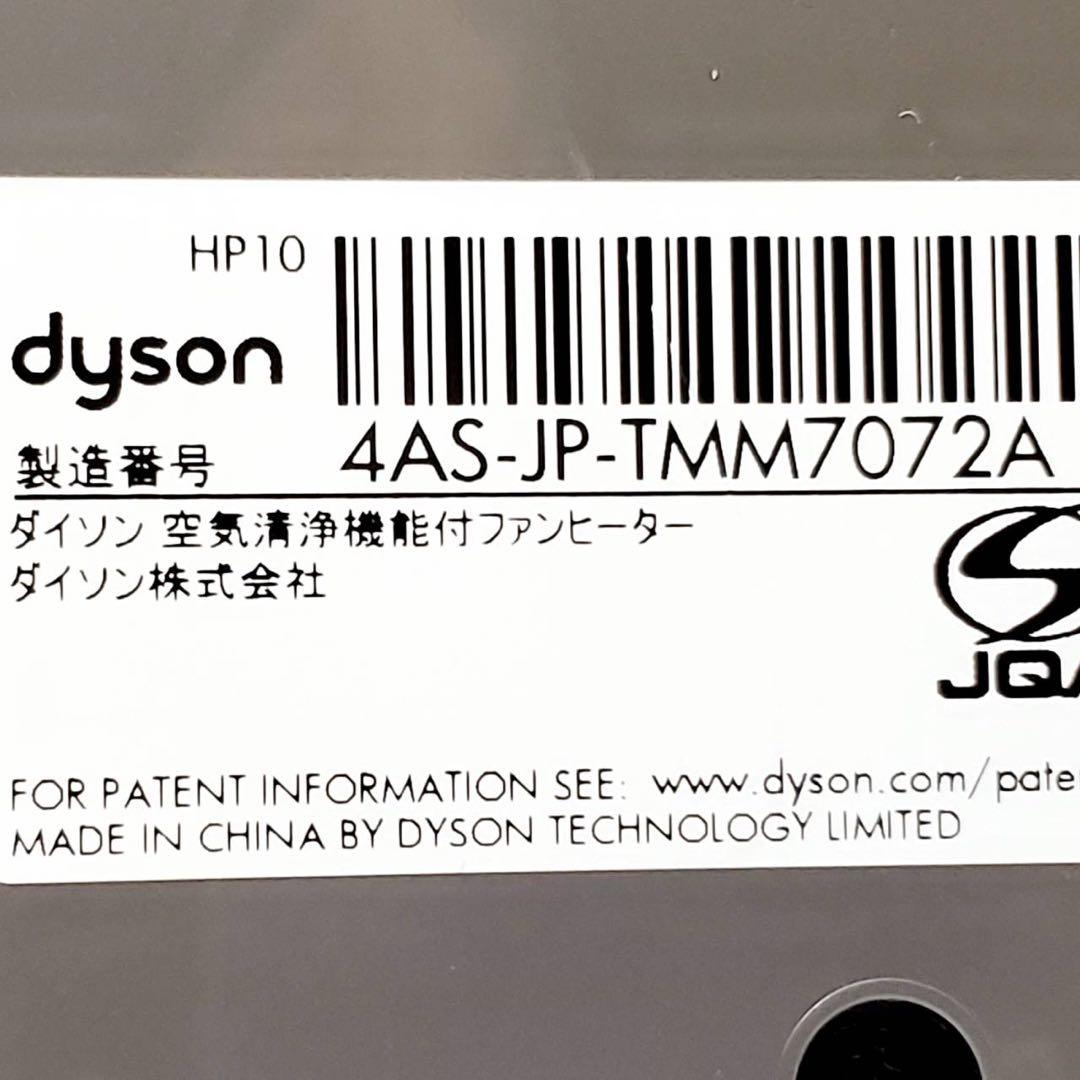 HP10
dyson
製造番号 4AS-JP-TMM7072A
ダイソン 空気清浄機能付ファンヒーター
ダイソン株式会社
JQA
FOR PATENT INFORMATION SEE: www.dyson.com/pate
MADE IN CHINA BY DYSON TECHNOLOGY LIMITED